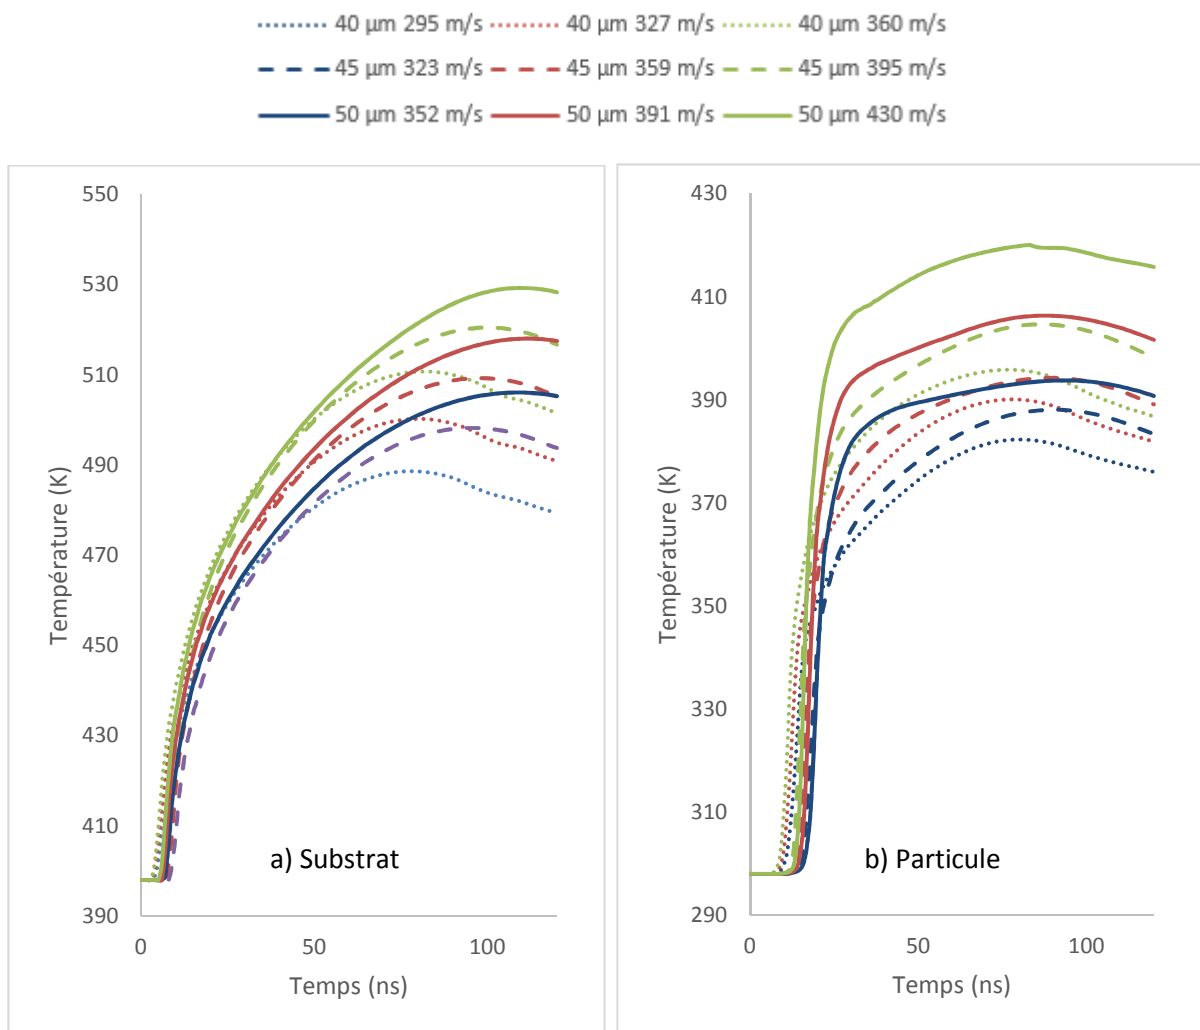 40 µm 295 m/s 40 µm 327 m/s 40 µm 360 m/s
45 µm 323 m/s 45 µm 359 m/s 45 µm 395 m/s
50 µm 352 m/s 50 µm 391 m/s 50 µm 430 m/s
550
530
510
490
470
450
430
410
390
Température (K)
a) Substrat
0 50 100
Temps (ns)
430
410
390
370
350
330
310
290
Température (K)
b) Particule
0 50 100
Temps (ns)